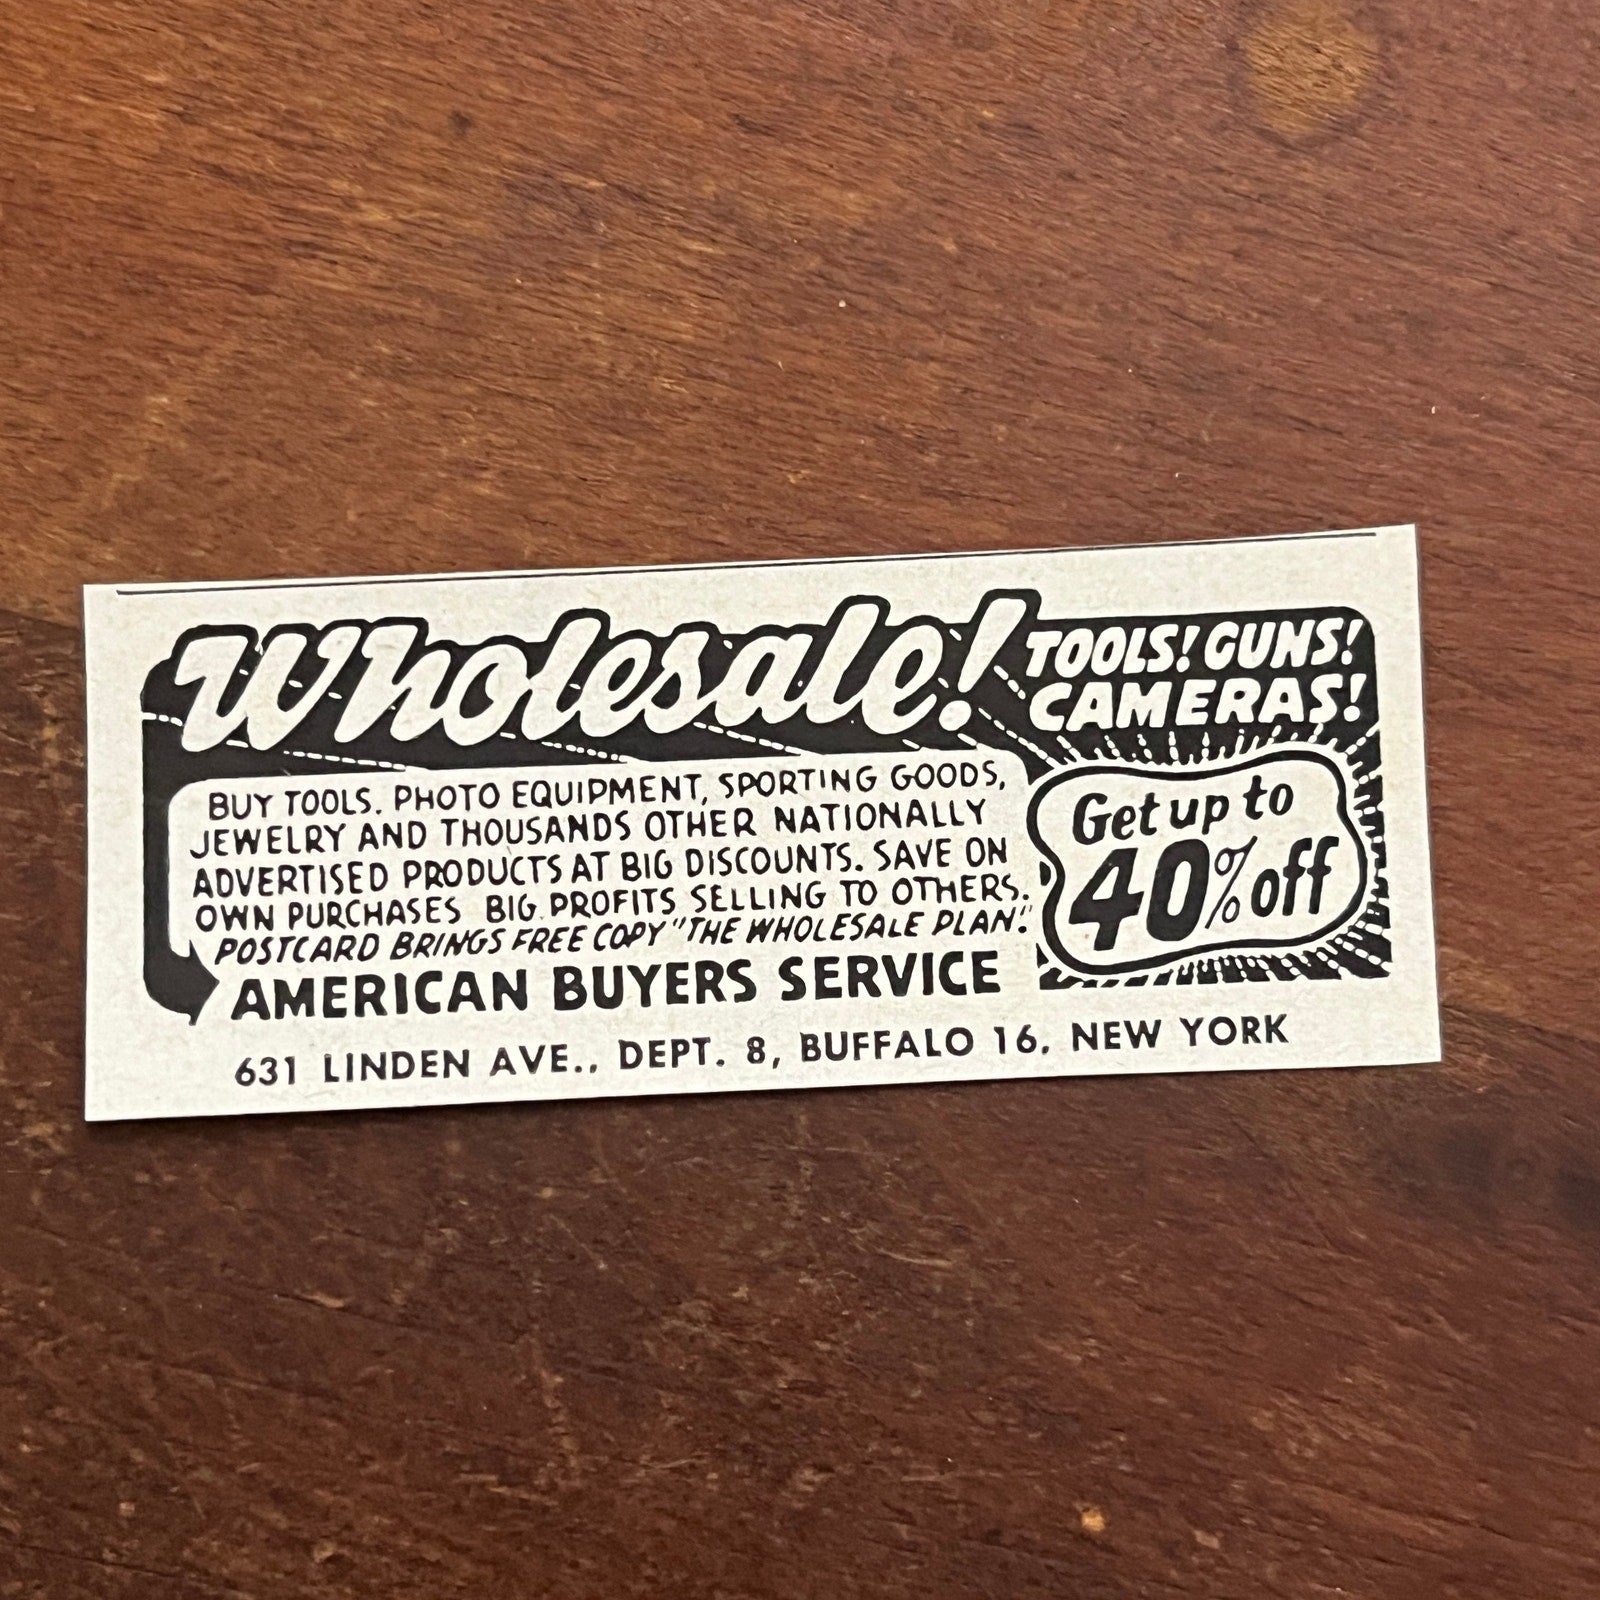 Wholesale!
TOOLS! GUNS!
CAMERAS!
BUY TOOLS. PHOTO EQUIPMENT, SPORTING GOODS,
JEWELRY AND THOUSANDS OTHER NATIONALLY
ADVERTISED PRODUCTS AT BIG DISCOUNTS. SAVE ON
OWN PURCHASES BIG PROFITS SELLING TO OTHERS.
POSTCARD BRINGS FREE COPY "THE WHOLESALE PLAN."
Get up to
40% off
AMERICAN BUYERS SERVICE
631 LINDEN AVE., DEPT. 8, BUFFALO 16, NEW YORK